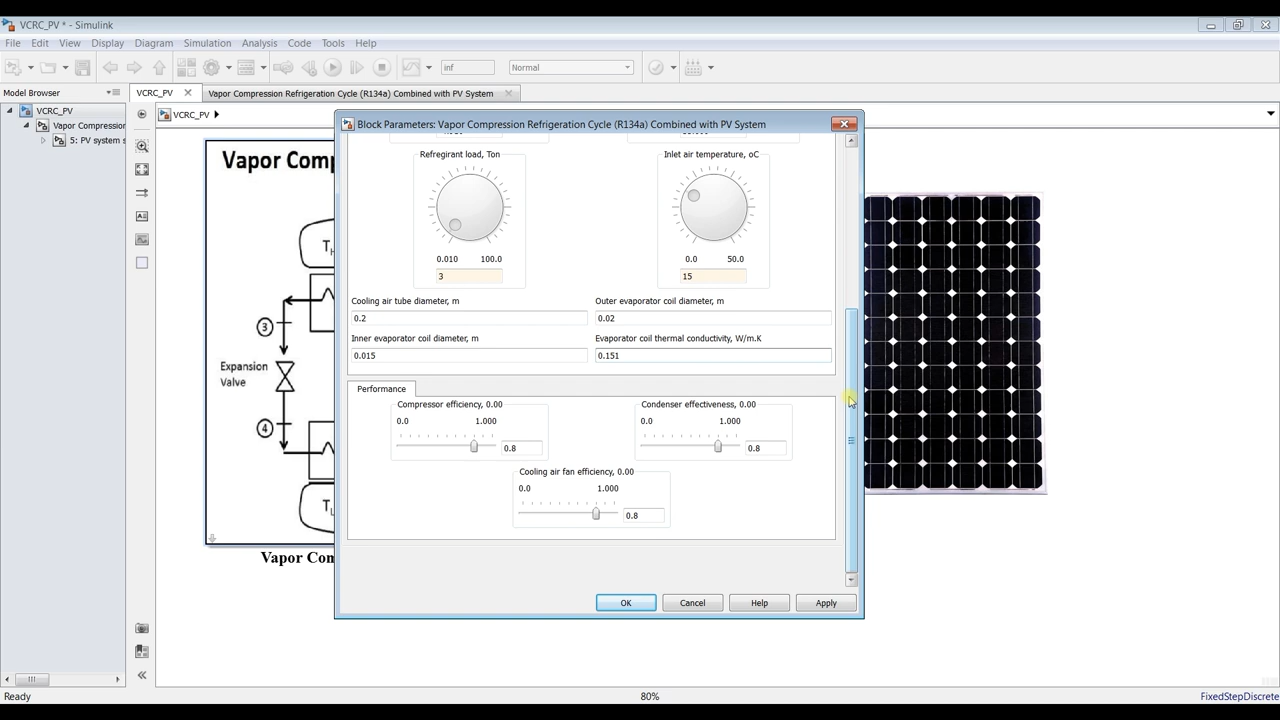 VCRC_PV * - Simulink
File Edit View Display Diagram Simulation Analysis Code Tools Help
inf
Normal
Model Browser
VCRC_PV
Vapor Compression Refrigeration Cycle (R134a) Combined with PV System
VCRC_PV
Vapor Compression
5: PV system s
VCRC_PV
Vapor Comp
3
Expansion
Valve
4
Vapor Con
Block Parameters: Vapor Compression Refrigeration Cycle (R134a) Combined with PV System
Refregirant load, Ton
0.010 100.0
3
Inlet air temperature, oC
0.0 50.0
15
Cooling air tube diameter, m
0.2
Outer evaporator coil diameter, m
0.02
Inner evaporator coil diameter, m
0.015
Evaporator coil thermal conductivity, W/m.K
0.151
Performance
Compressor efficiency, 0.00
0.0 1.000
0.8
Condenser effectiveness, 0.00
0.0 1.000
0.8
Cooling air fan efficiency, 0.00
0.0 1.000
0.8
OK Cancel Help Apply
Ready
80%
FixedStepDiscrete